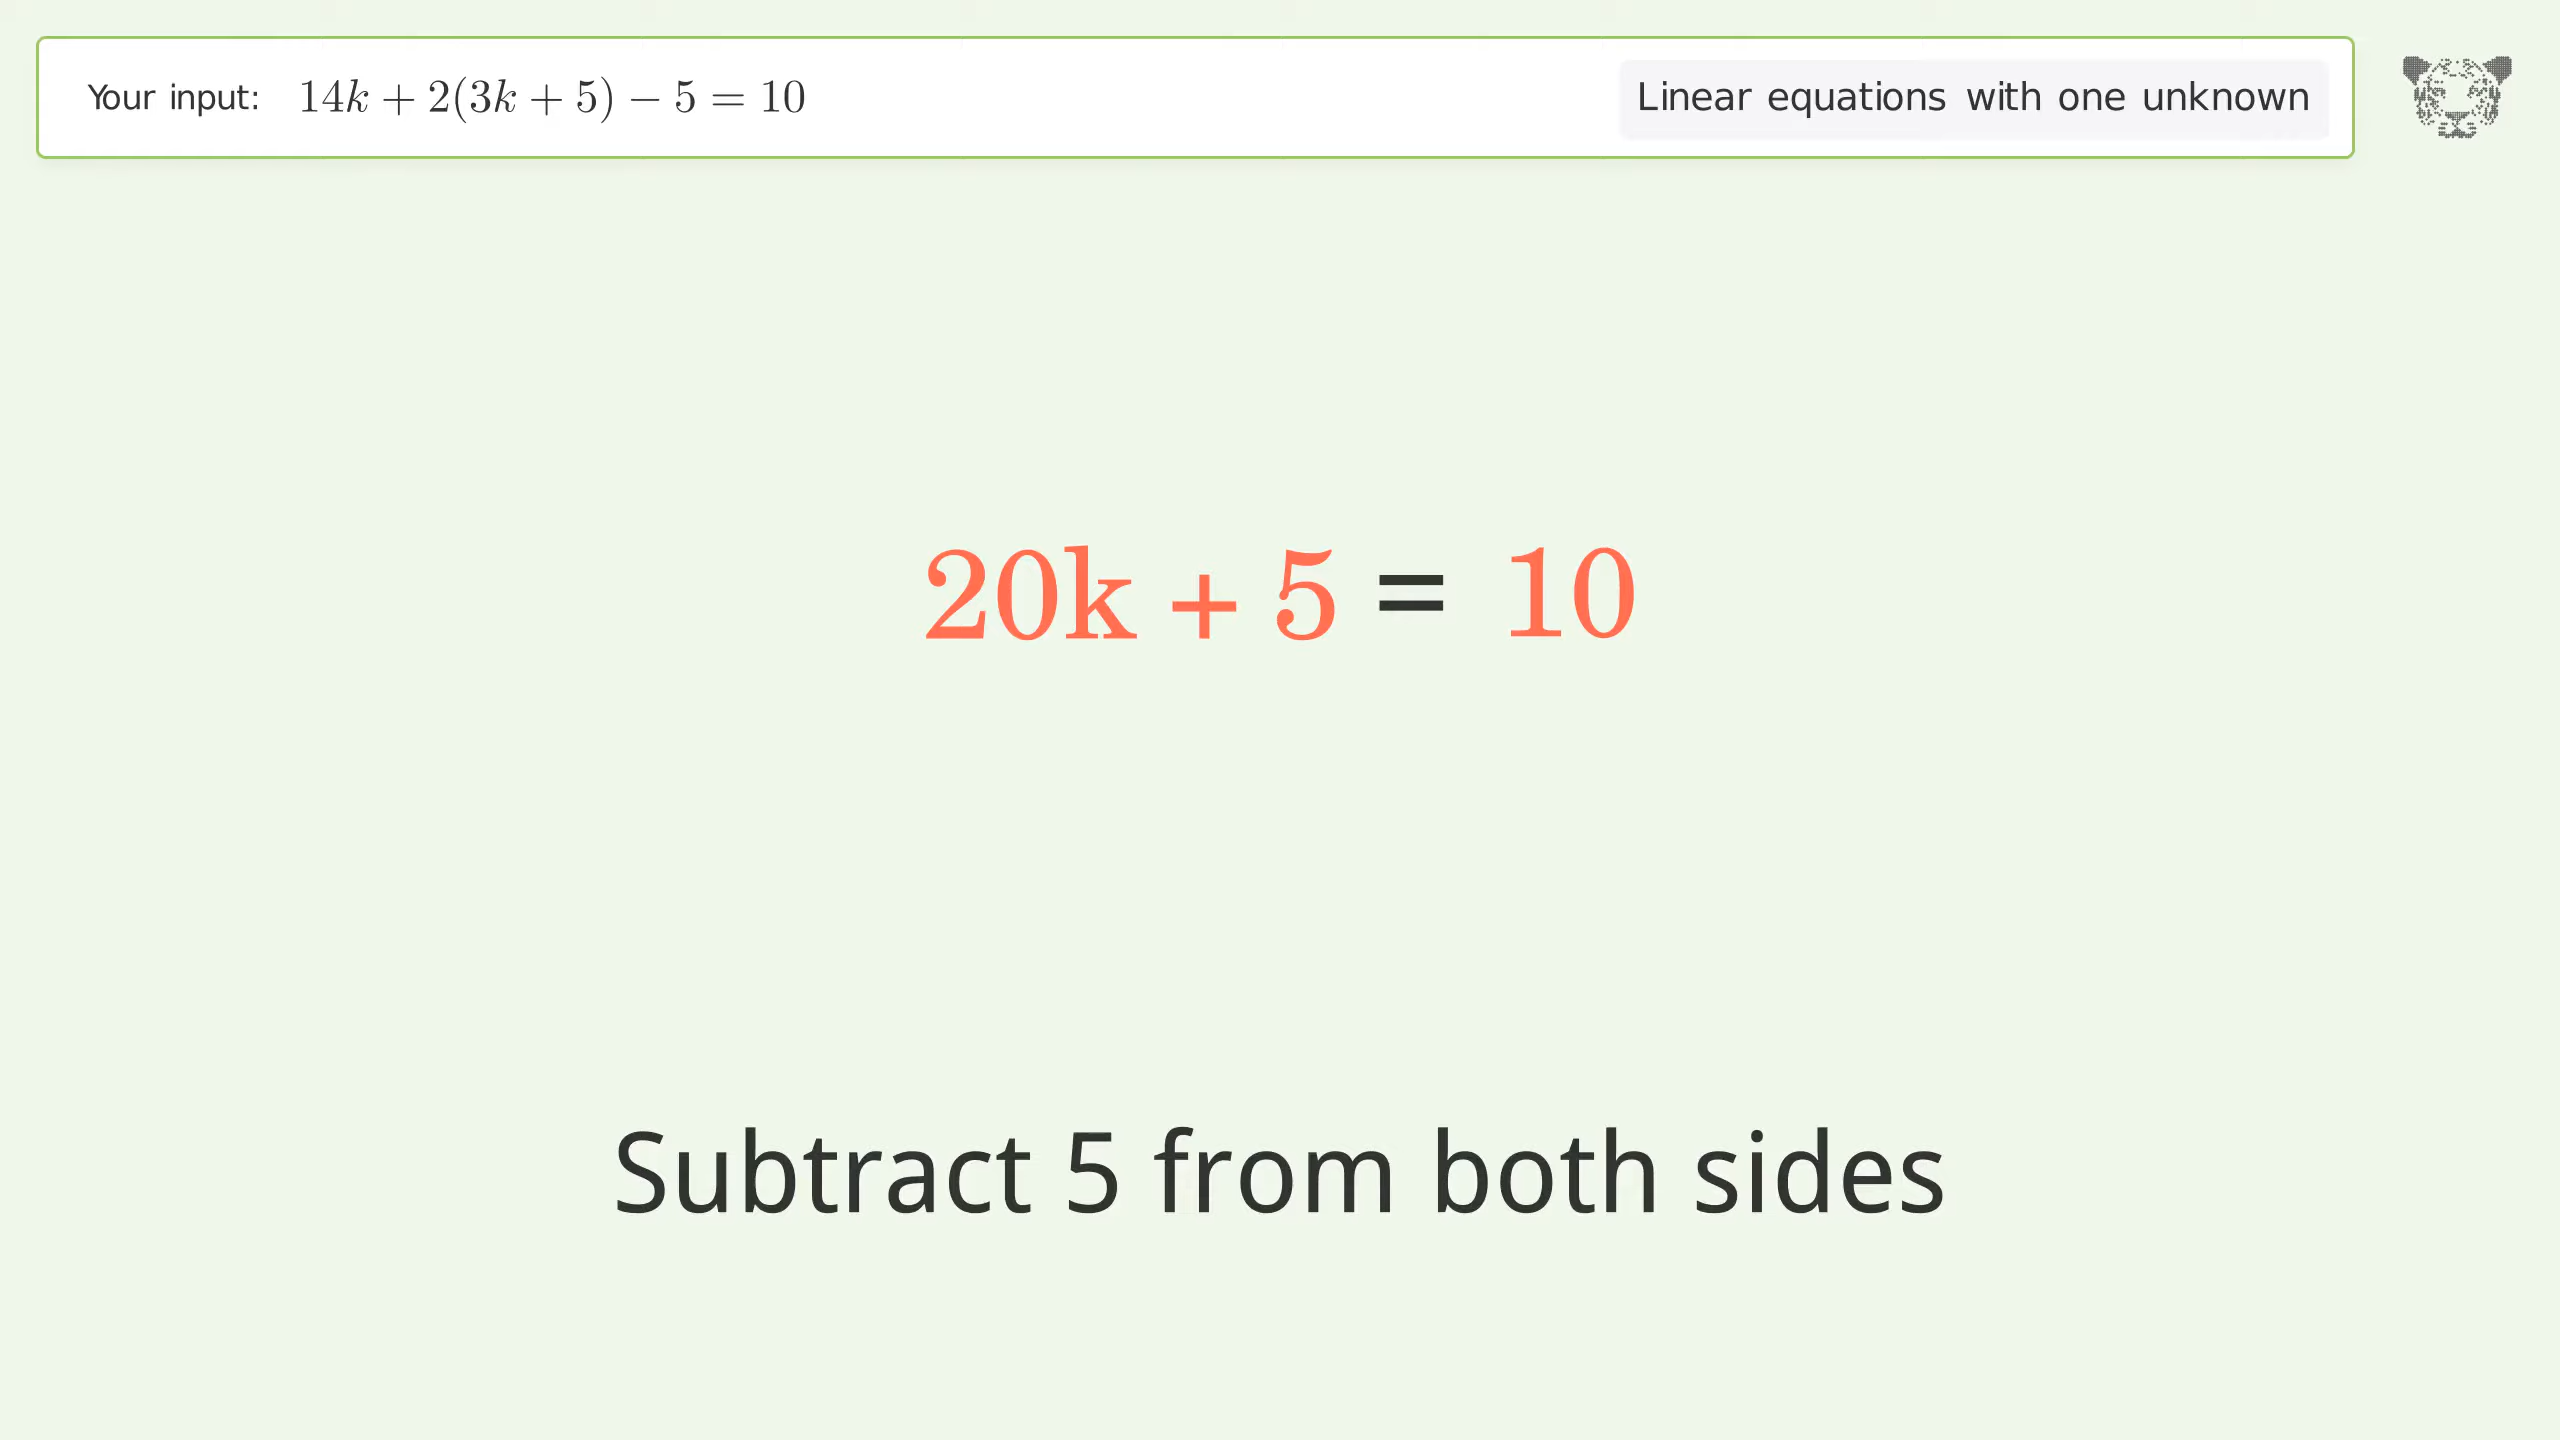 Your input: 14k + 2(3k + 5) − 5 = 10
Linear equations with one unknown
20k + 5 = 10
Subtract 5 from both sides